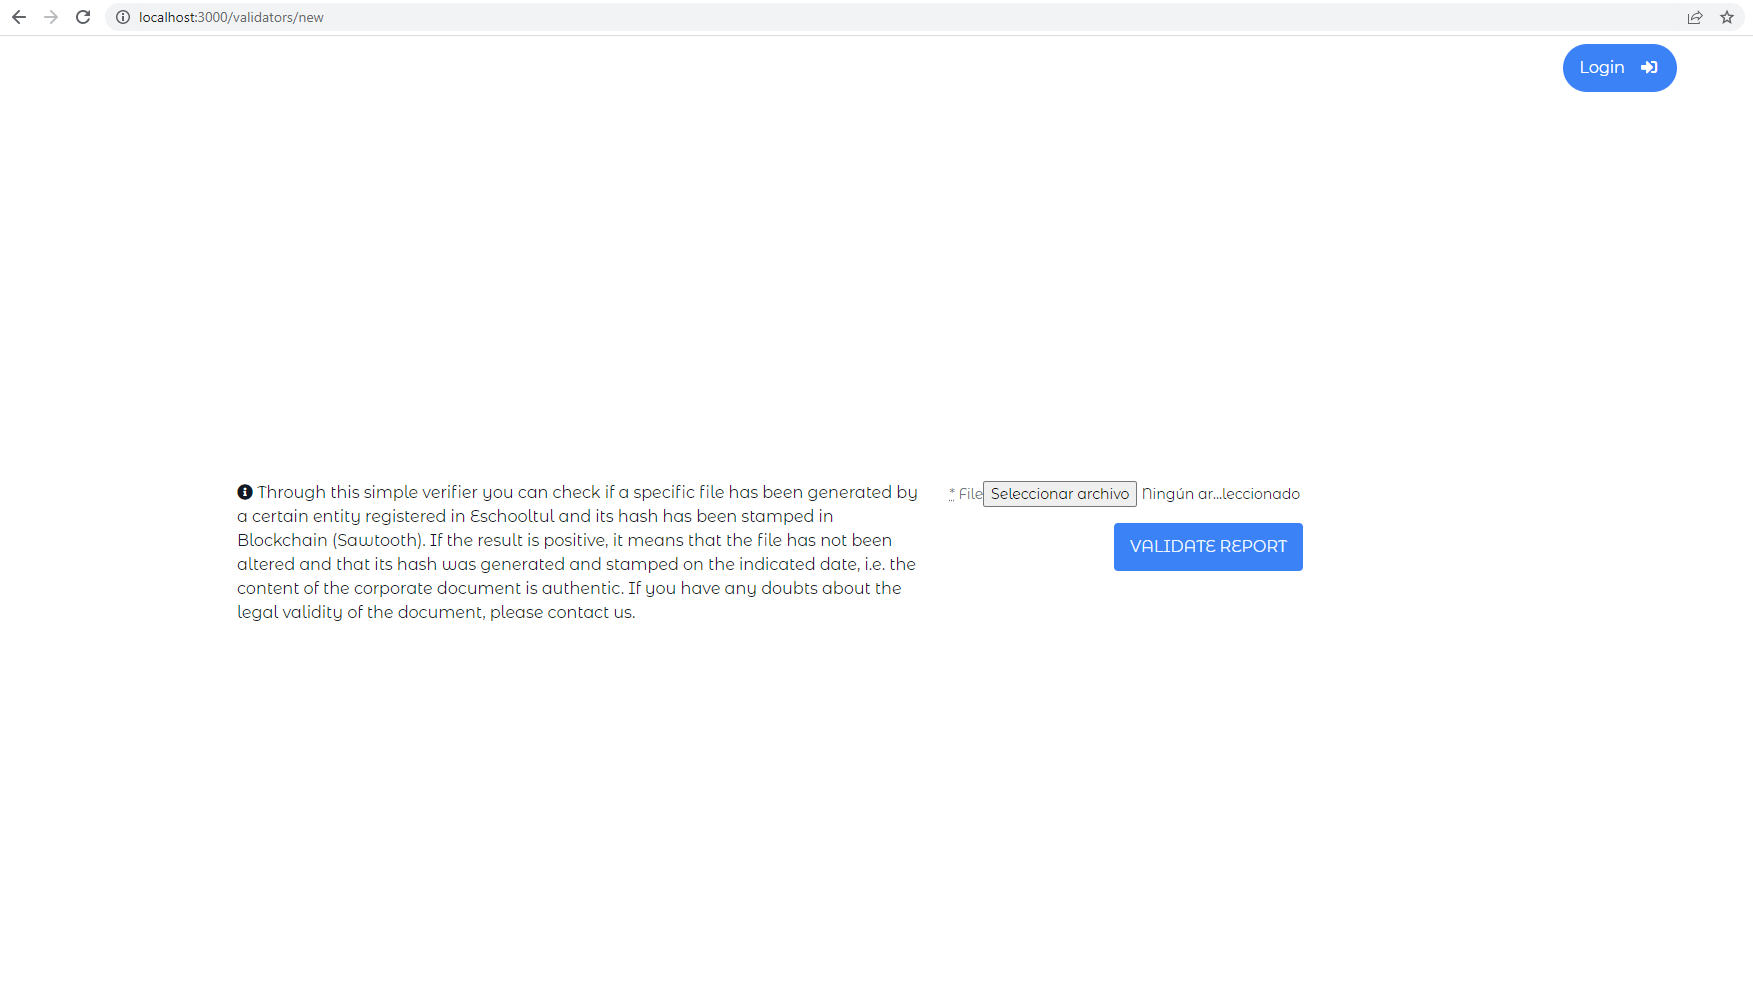 localhost:3000/validators/new
Login
Through this simple verifier you can check if a specific file has been generated by
a certain entity registered in Eschooltul and its hash has been stamped in
Blockchain (Sawtooth). If the result is positive, it means that the file has not been
altered and that its hash was generated and stamped on the indicated date, i.e. the
content of the corporate document is authentic. If you have any doubts about the
legal validity of the document, please contact us.
* File Seleccionar archivo Ningún ar...leccionado
VALIDATE REPORT